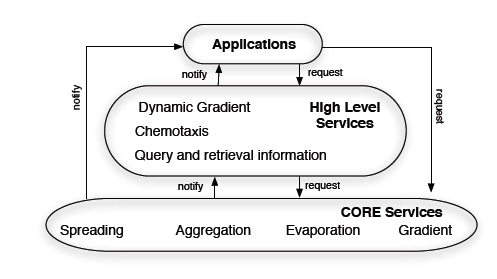 Applications
notify
request
notify
request
Dynamic Gradient
High Level
Services
Chemotaxis
Query and retrieval information
notify
request
CORE Services
Spreading Aggregation Evaporation Gradient